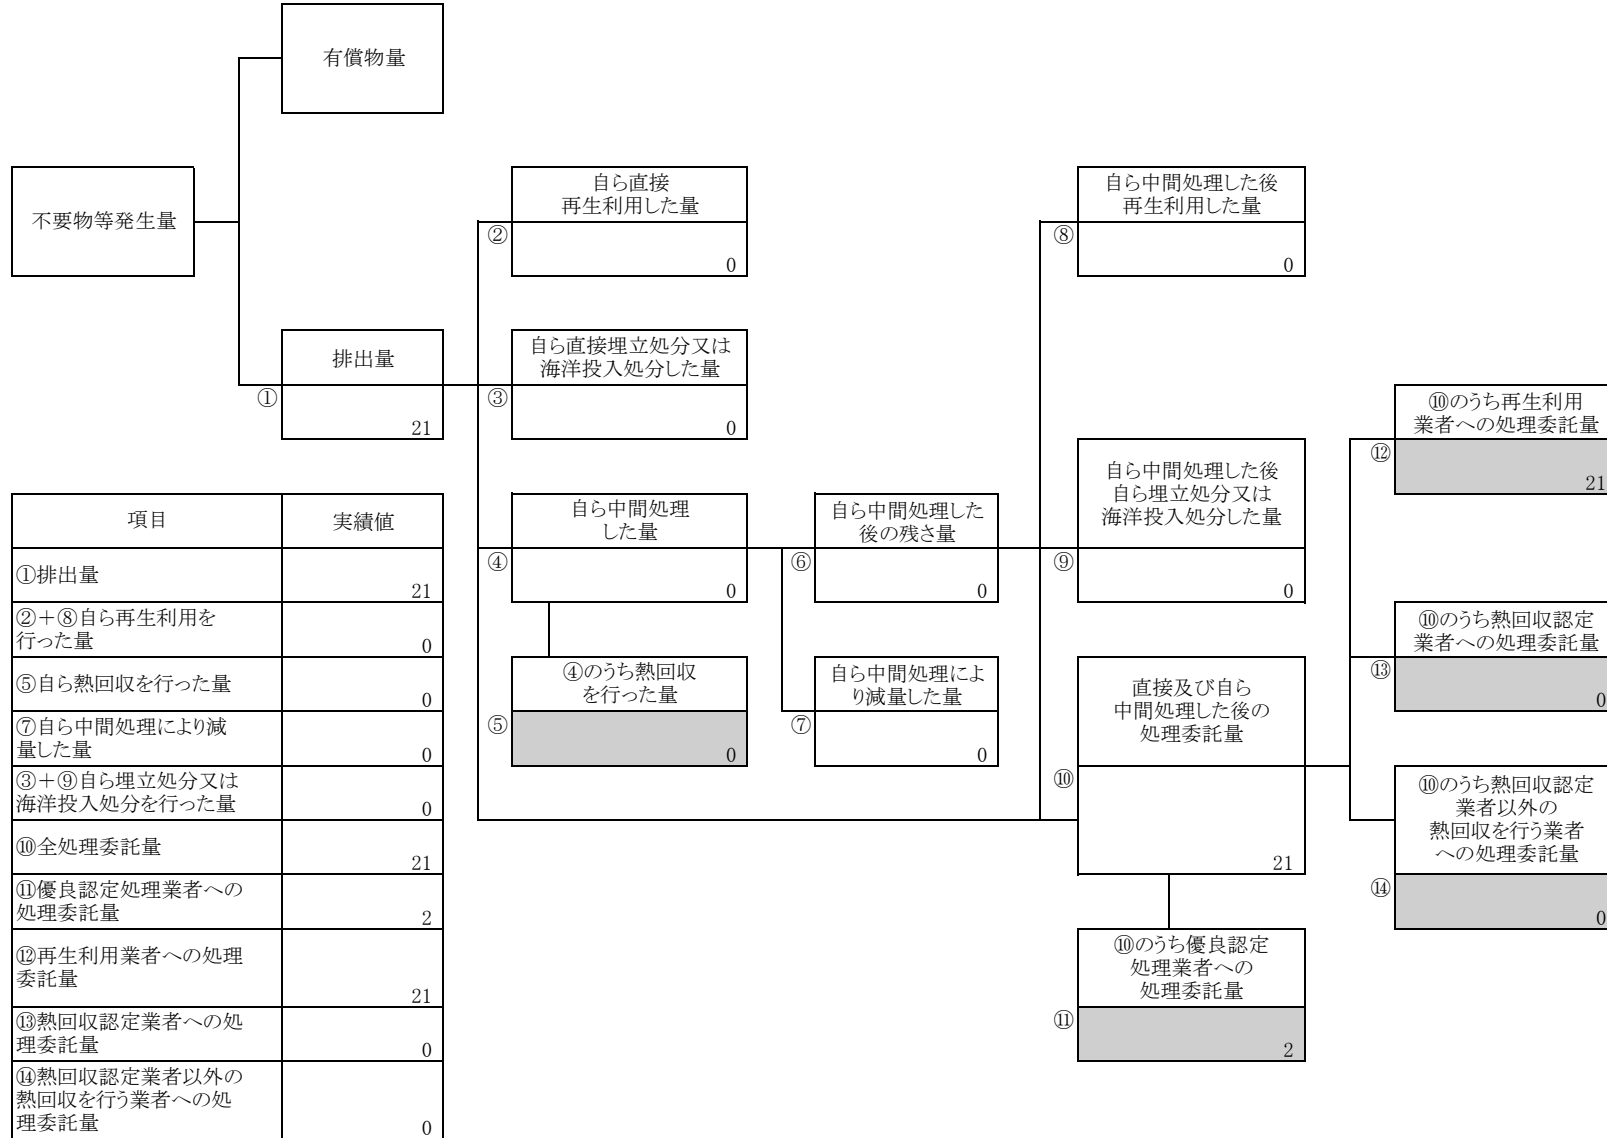 有償物量
不要物等発生量
自ら直接
再生利用した量
②
0
自ら中間処理した後
再生利用した量
⑧
0
排出量
①
21
自ら直接埋立処分又は
海洋投入処分した量
③
0
⑩のうち再生利用
業者への処理委託量
⑫
21
自ら中間処理した後
自ら埋立処分又は
海洋投入処分した量
⑨
0
自ら中間処理
した量
④
0
自ら中間処理した
後の残さ量
⑥
0
④のうち熱回収
を行った量
⑤
0
自ら中間処理によ
り減量した量
⑦
0
直接及び自ら
中間処理した後の
処理委託量
⑩
21
⑩のうち熱回収認定
業者への処理委託量
⑬
0
⑩のうち熱回収認定
業者以外の
熱回収を行う業者
への処理委託量
⑭
0
⑩のうち優良認定
処理業者への
処理委託量
⑪
2
項目 実績値
①排出量
21
②+⑧自ら再生利用を
行った量
0
⑤自ら熱回収を行った量
0
⑦自ら中間処理により減
量した量
0
③+⑨自ら埋立処分又は
海洋投入処分を行った量
0
⑩全処理委託量
21
⑪優良認定処理業者への
処理委託量
2
⑫再生利用業者への処理
委託量
21
⑬熱回収認定業者への処
理委託量
0
⑭熱回収認定業者以外の
熱回収を行う業者への処
理委託量
0